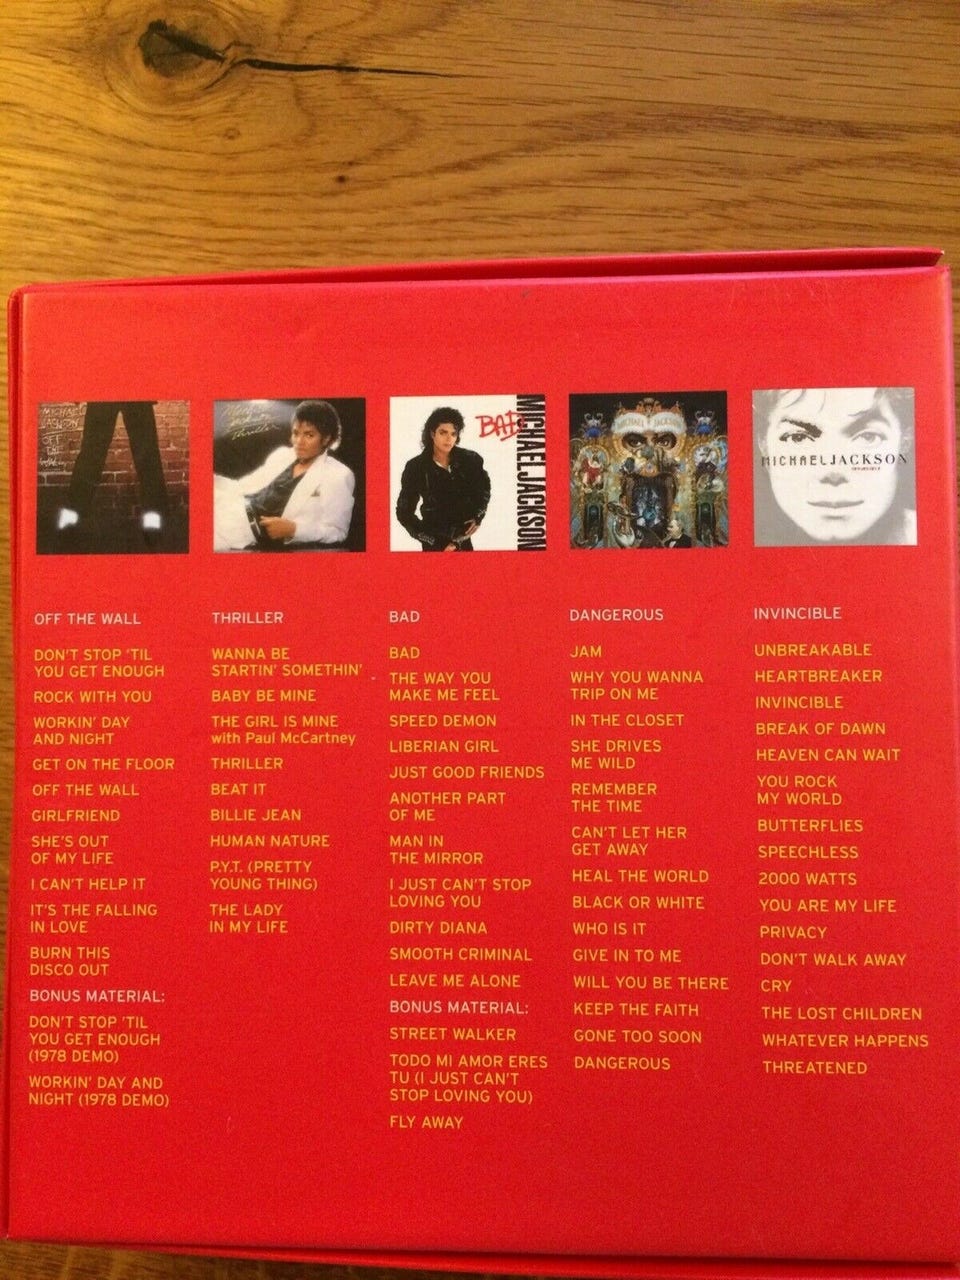 MICHAEL
JACKSON
OFF
THE
Thriller
BAD
MICHAEL JACKSON
MICHAEL JACKSON
MICHAELJACKSON
OFF THE WALL
DON'T STOP 'TIL
YOU GET ENOUGH
ROCK WITH YOU
WORKIN' DAY
AND NIGHT
GET ON THE FLOOR
OFF THE WALL
GIRLFRIEND
SHE'S OUT
OF MY LIFE
I CAN'T HELP IT
IT'S THE FALLING
IN LOVE
BURN THIS
DISCO OUT
BONUS MATERIAL:
DON'T STOP 'TIL
YOU GET ENOUGH
(1978 DEMO)
WORKIN' DAY AND
NIGHT (1978 DEMO)
THRILLER
WANNA BE
STARTIN' SOMETHIN'
BABY BE MINE
THE GIRL IS MINE
with Paul McCartney
THRILLER
BEAT IT
BILLIE JEAN
HUMAN NATURE
P.Y.T. (PRETTY
YOUNG THING)
THE LADY
IN MY LIFE
BAD
BAD
THE WAY YOU
MAKE ME FEEL
SPEED DEMON
LIBERIAN GIRL
JUST GOOD FRIENDS
ANOTHER PART
OF ME
MAN IN
THE MIRROR
I JUST CAN'T STOP
LOVING YOU
DIRTY DIANA
SMOOTH CRIMINAL
LEAVE ME ALONE
BONUS MATERIAL:
STREET WALKER
TODO MI AMOR ERES
TU (I JUST CAN'T
STOP LOVING YOU)
FLY AWAY
DANGEROUS
JAM
WHY YOU WANNA
TRIP ON ME
IN THE CLOSET
SHE DRIVES
ME WILD
REMEMBER
THE TIME
CAN'T LET HER
GET AWAY
HEAL THE WORLD
BLACK OR WHITE
WHO IS IT
GIVE IN TO ME
WILL YOU BE THERE
KEEP THE FAITH
GONE TOO SOON
DANGEROUS
INVINCIBLE
UNBREAKABLE
HEARTBREAKER
INVINCIBLE
BREAK OF DAWN
HEAVEN CAN WAIT
YOU ROCK
MY WORLD
BUTTERFLIES
SPEECHLESS
2000 WATTS
YOU ARE MY LIFE
PRIVACY
DON'T WALK AWAY
CRY
THE LOST CHILDREN
WHATEVER HAPPENS
THREATENED